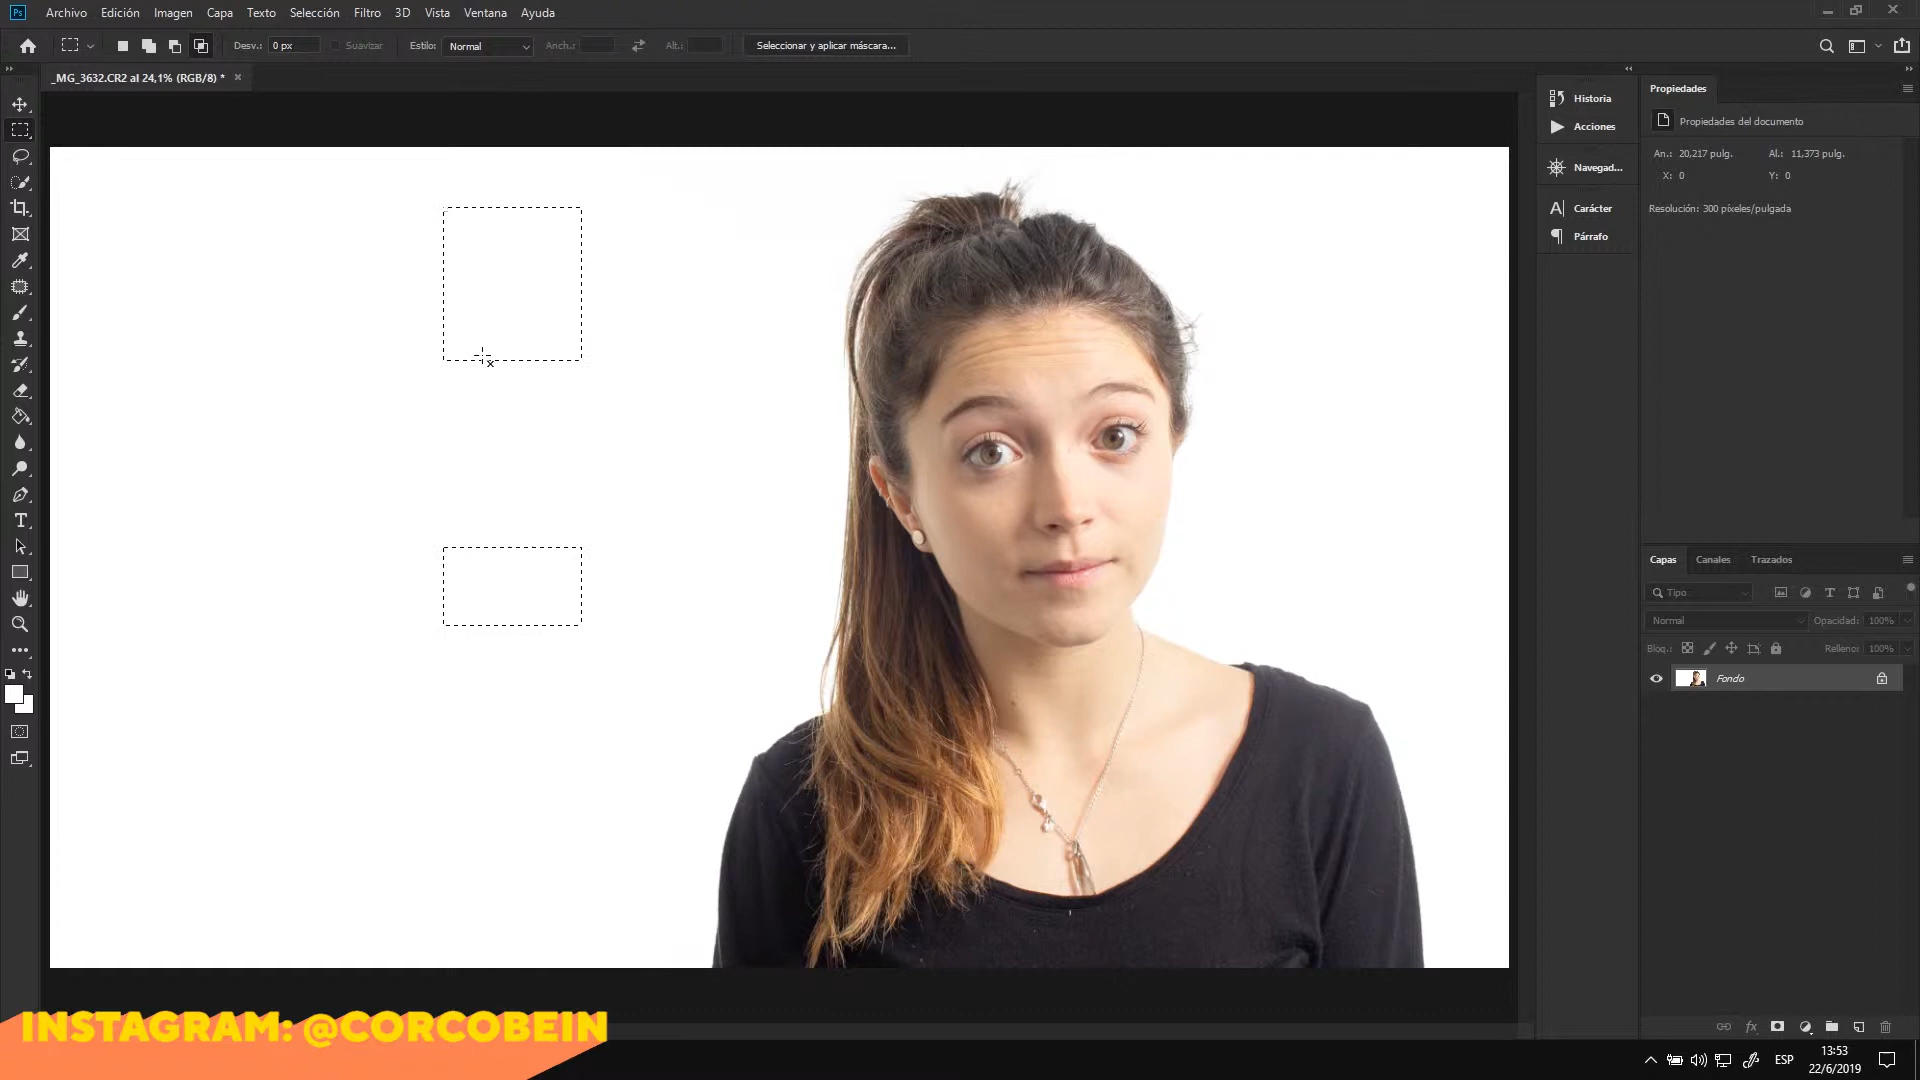 Ps Archivo Edición Imagen Capa Texto Selección Filtro 3D Vista Ventana Ayuda
Desv.: 0 px Suavizar Estilo: Normal Anch.: Alt.: Seleccionar y aplicar máscara...
_MG_3632.CR2 al 24,1% (RGB/8) *
Historia
Acciones
Navegad...
Carácter
Párrafo
Propiedades
Propiedades del documento
An.: 20,217 pulg. Al.: 11,373 pulg.
X: 0 Y: 0
Resolución: 300 píxeles/pulgada
Capas Canales Trazados
Tipo
Normal Opacidad: 100%
Bloq.: Relleno: 100%
Fondo
INSTAGRAM: @CORCOBEIN
ESP
13:53
22/6/2019